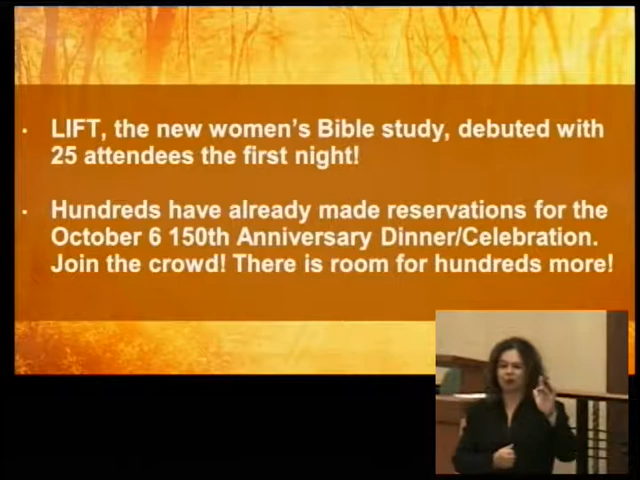 · LIFT, the new women's Bible study, debuted with
25 attendees the first night!
· Hundreds have already made reservations for the
October 6 150th Anniversary Dinner/Celebration.
Join the crowd! There is room for hundreds more!